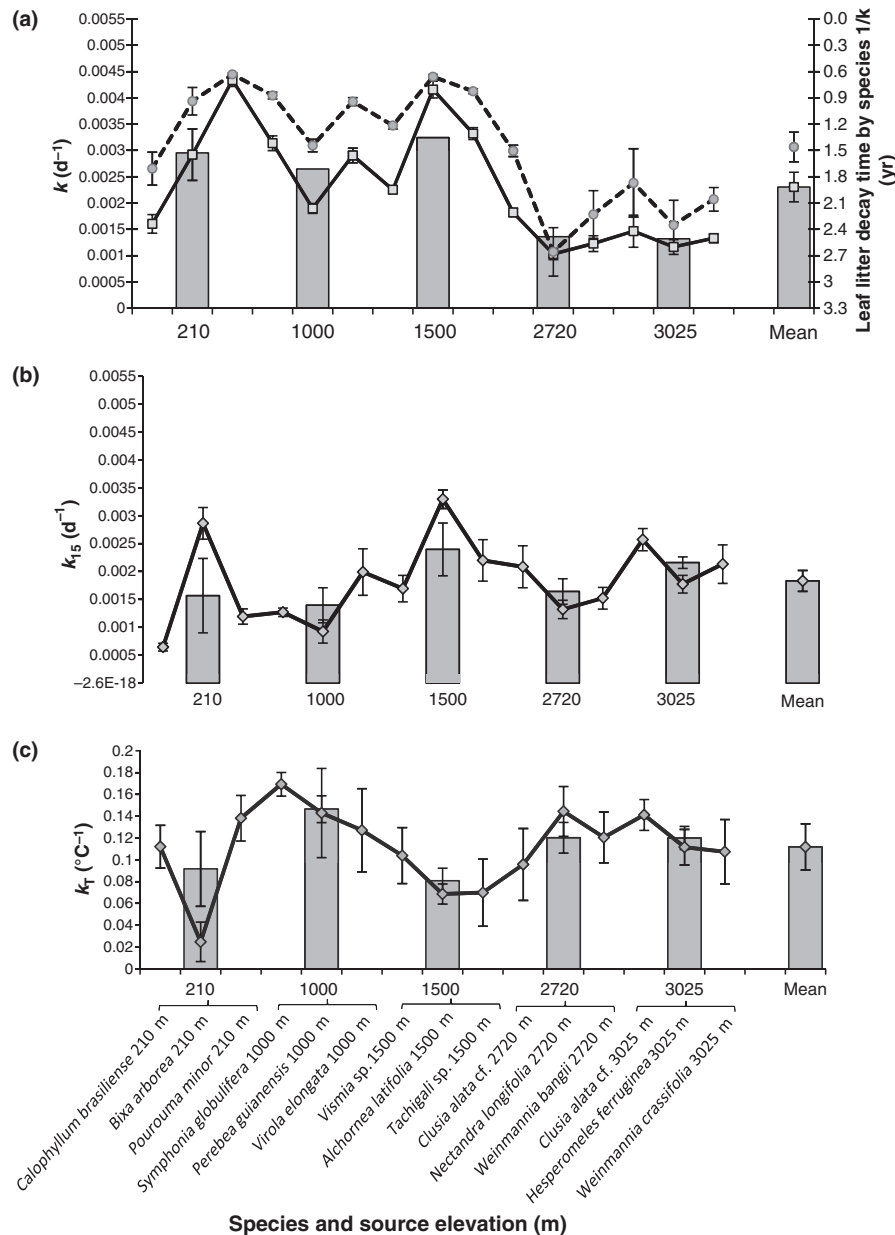 (a)
0.0055
0.005
0.0045
0.004
0.0035
0.003
0.0025
0.002
0.0015
0.001
0.0005
0
k (d⁻¹)
210 1000 1500 2720 3025 Mean
0.0
0.3
0.6
0.9
1.2
1.5
1.8
2.1
2.4
2.7
3
3.3
Leaf litter decay time by species 1/k
(yr)
(b)
0.0055
0.005
0.0045
0.004
0.0035
0.003
0.0025
0.002
0.0015
0.001
0.0005
−2.6E-18
k₁₅ (d⁻¹)
210 1000 1500 2720 3025 Mean
(c)
0.2
0.18
0.16
0.14
0.12
0.1
0.08
0.06
0.04
0.02
0
k_T (°C⁻¹)
210 1000 1500 2720 3025 Mean
Calophyllum brasiliense 210 m
Bixa arborea 210 m
Pourouma minor 210 m
Symphonia globulifera 1000 m
Perebea guianensis 1000 m
Virola elongata 1000 m
Vismia sp. 1500 m
Alchornea latifolia 1500 m
Tachigali sp. 1500 m
Clusia alata cf. 2720 m
Nectandra longifolia 2720 m
Weinmannia bangii 2720 m
Clusia alata cf. 3025 m
Hesperomeles ferruginea 3025 m
Weinmannia crassifolia 3025 m
Species and source elevation (m)